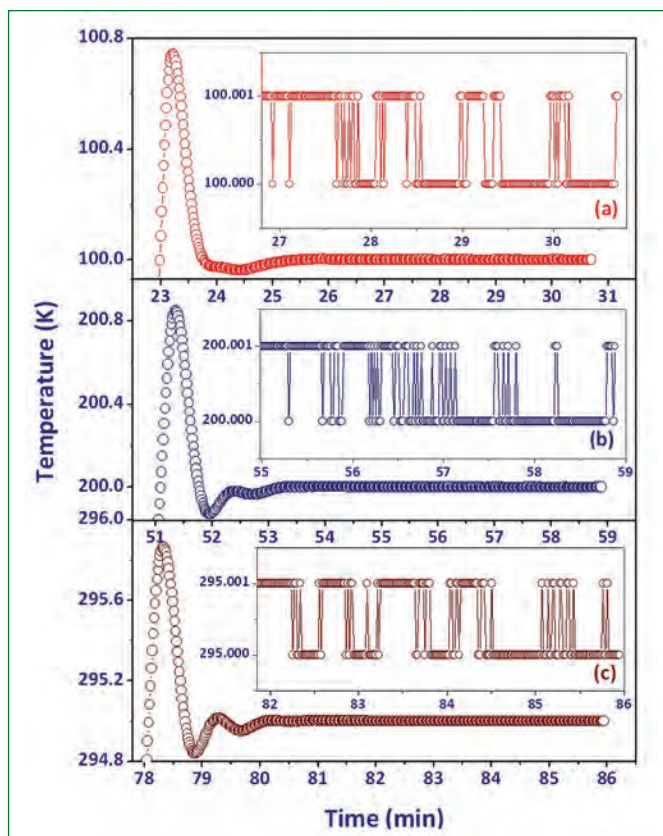 100.8
100.4
100.0
100.001
100.000
27 28 29 30
(a)
23 24 25 26 27 28 29 30 31
200.8
200.4
200.0
200.001
200.000
55 56 57 58 59
(b)
51 52 53 54 55 56 57 58 59
296.0
295.6
295.2
294.8
295.001
295.000
82 83 84 85 86
(c)
78 79 80 81 82 83 84 85 86
Temperature (K)
Time (min)